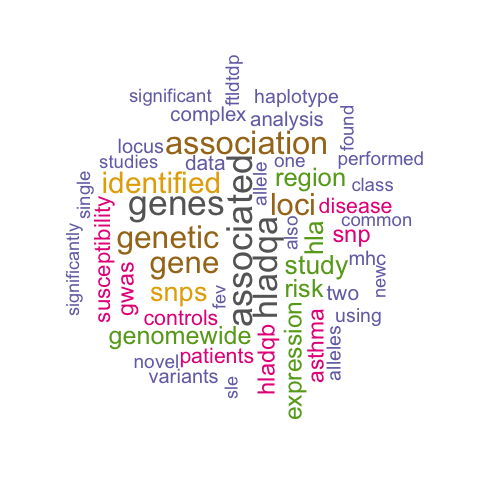 significant
ftldtdp
haplotype
complex
analysis
found
locus
association
performed
studies
data
one
allele
region
class
single
identified
genes
associated
loci
disease
common
significantly
susceptibility
genetic
hladqa
also
hla
snp
gwas
gene
study
mhc
newc
snps
fev
risk
two
controls
using
genomewide
hladqb
expression
asthma
alleles
novel
patients
variants
sle